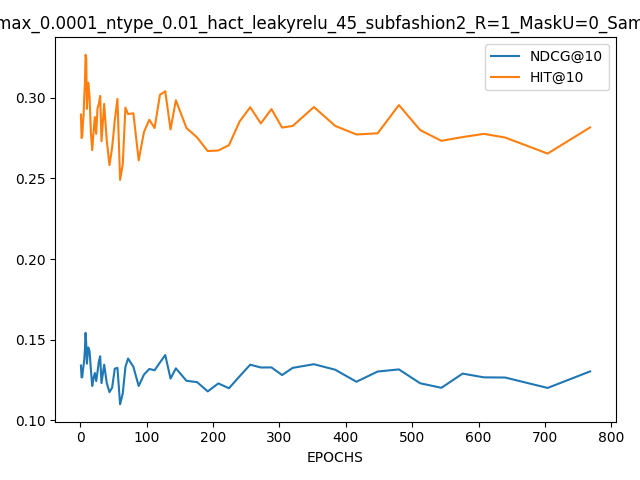 max_0.0001_ntype_0.01_hact_leakyrelu_45_subfashion2_R=1_MaskU=0_Sam
NDCG@10
HIT@10
0.30
0.25
0.20
0.15
0.10
0 100 200 300 400 500 600 700 800
EPOCHS